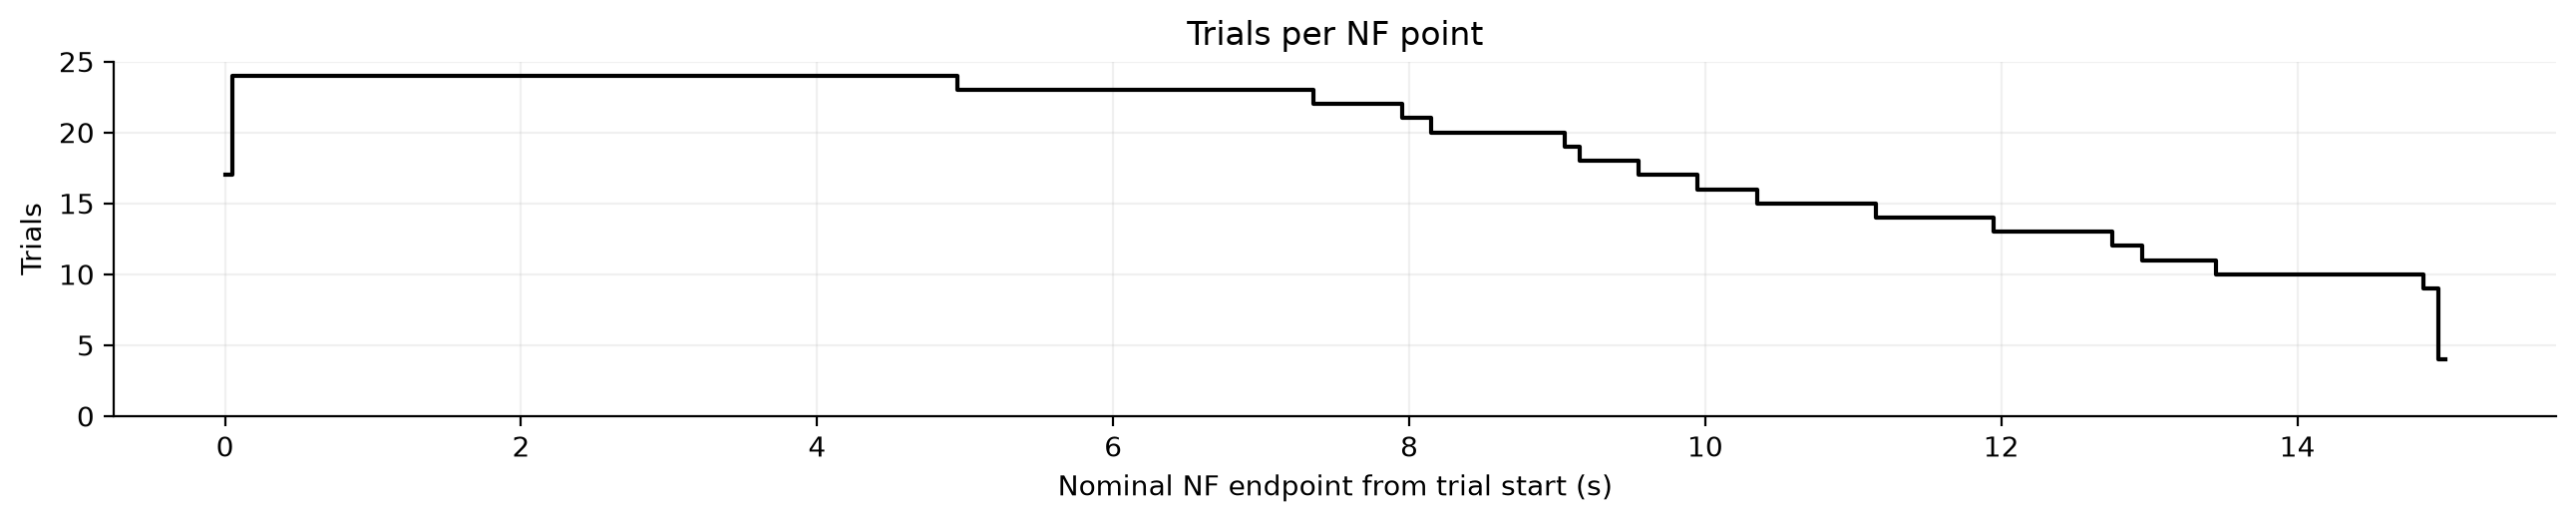 Trials per NF point
25
20
15
10
5
0
Trials
0 2 4 6 8 10 12 14
Nominal NF endpoint from trial start (s)